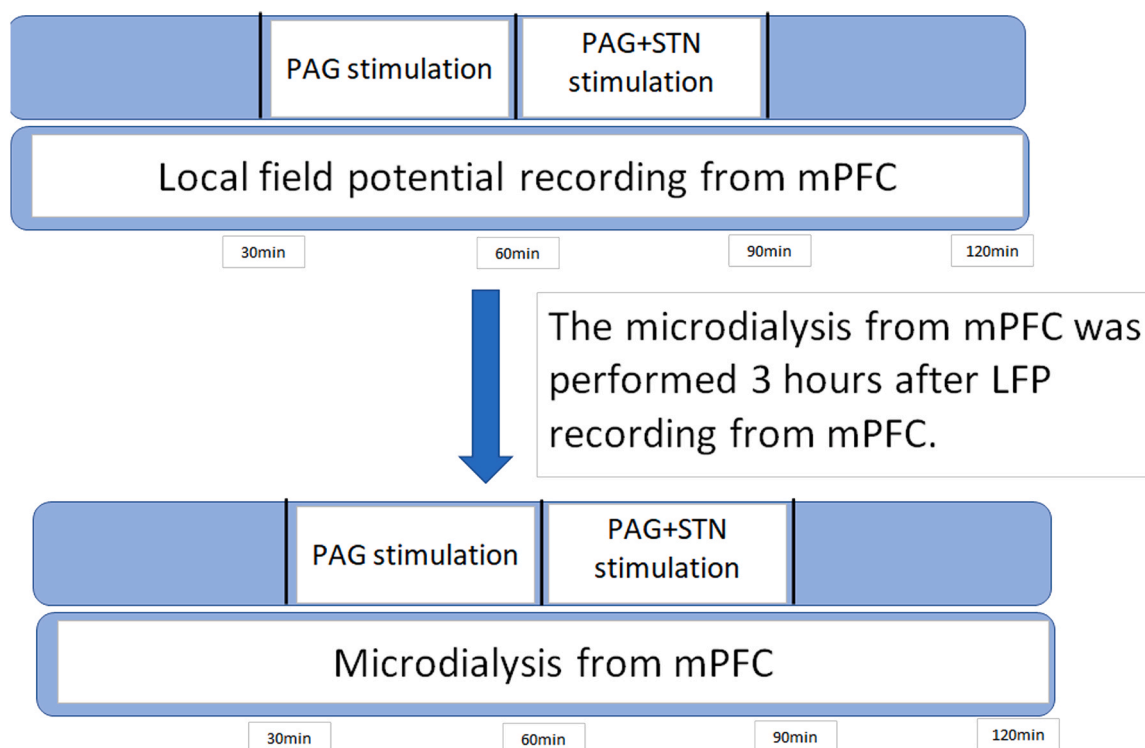 PAG stimulation
PAG+STN
stimulation
Local field potential recording from mPFC
30min
60min
90min
120min
The microdialysis from mPFC was
performed 3 hours after LFP
recording from mPFC.
PAG stimulation
PAG+STN
stimulation
Microdialysis from mPFC
30min
60min
90min
120min